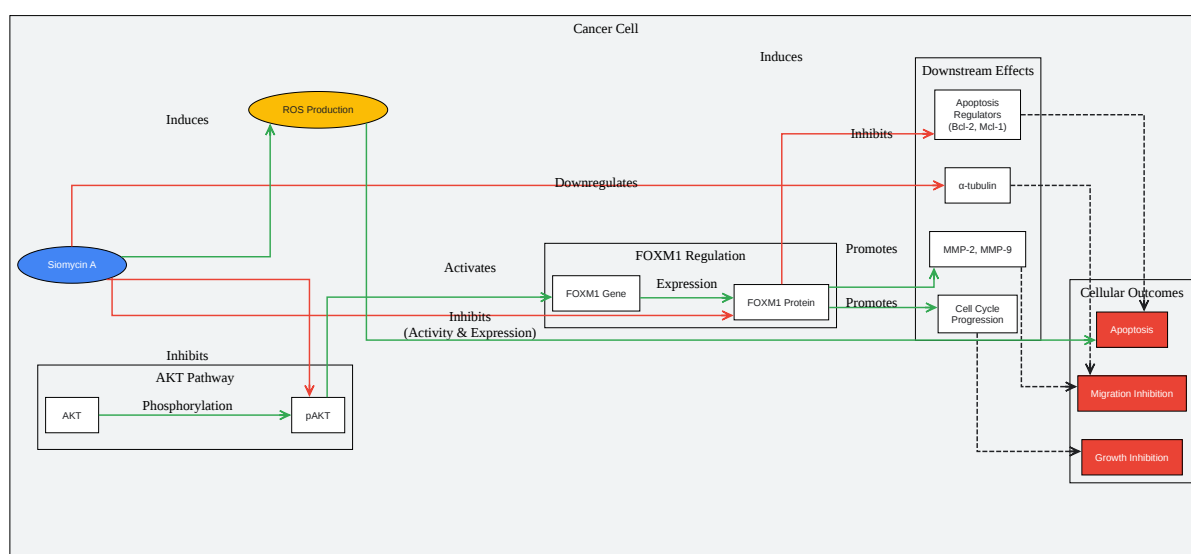 Cancer Cell
Induces
Downstream Effects
ROS Production
Induces
Apoptosis
Regulators
(Bcl-2, Mcl-1)
Inhibits
Downregulates
α-tubulin
Siomycin A
FOXM1 Regulation
Promotes
MMP-2, MMP-9
Activates
Expression
FOXM1 Gene
FOXM1 Protein
Promotes
Cell Cycle
Progression
Cellular Outcomes
Inhibits
(Activity & Expression)
Apoptosis
Inhibits
AKT Pathway
Phosphorylation
AKT
pAKT
Migration Inhibition
Growth Inhibition